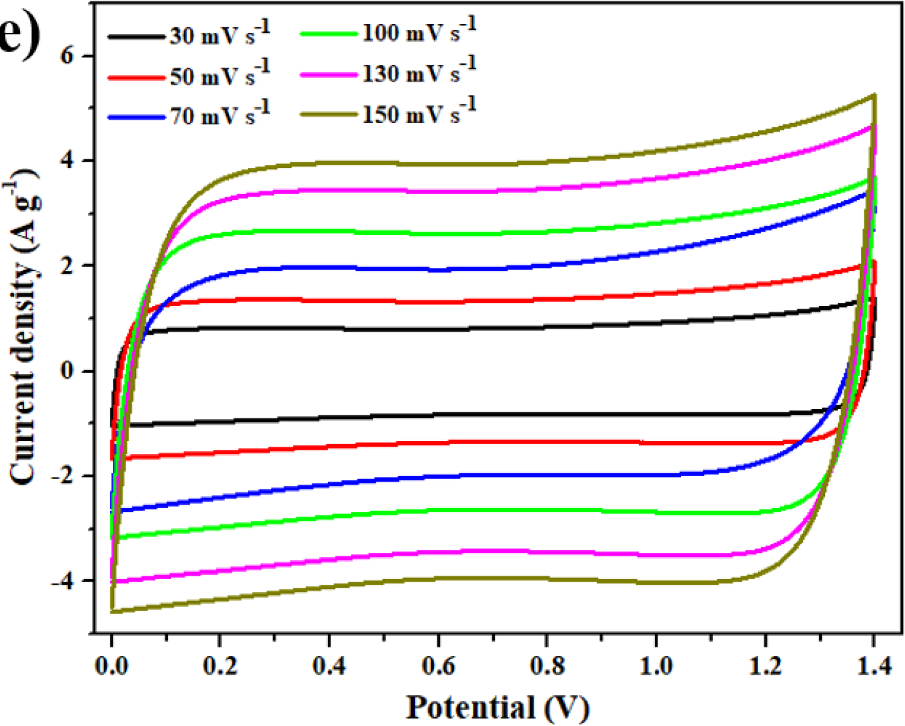 e)
30 mV s-1 100 mV s-1
50 mV s-1 130 mV s-1
70 mV s-1 150 mV s-1
6
4
2
0
-2
-4
Current density (A g-1)
0.0 0.2 0.4 0.6 0.8 1.0 1.2 1.4
Potential (V)